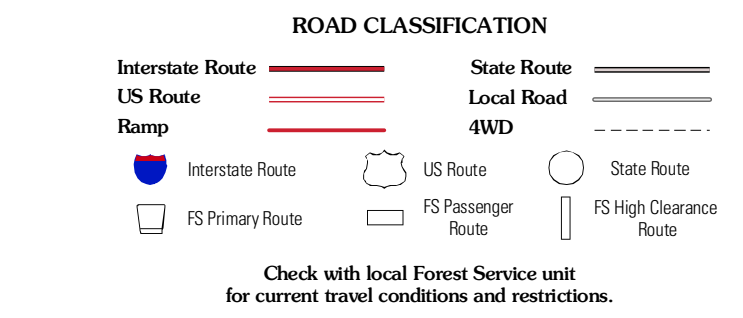 ROAD CLASSIFICATION
Interstate Route
State Route
US Route
Local Road
Ramp
4WD
Interstate Route
US Route
State Route
FS Primary Route
FS Passenger
Route
FS High Clearance
Route
Check with local Forest Service unit
for current travel conditions and restrictions.